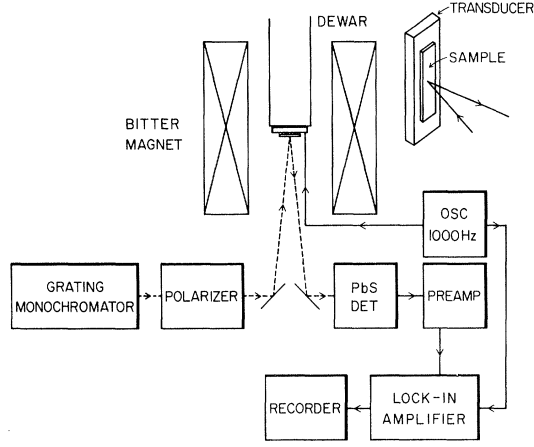 DEWAR
TRANSDUCER
SAMPLE
BITTER
MAGNET
OSC
1000Hz
GRATING
MONOCHROMATOR
POLARIZER
PbS
DET
PREAMP
RECORDER
LOCK-IN
AMPLIFIER